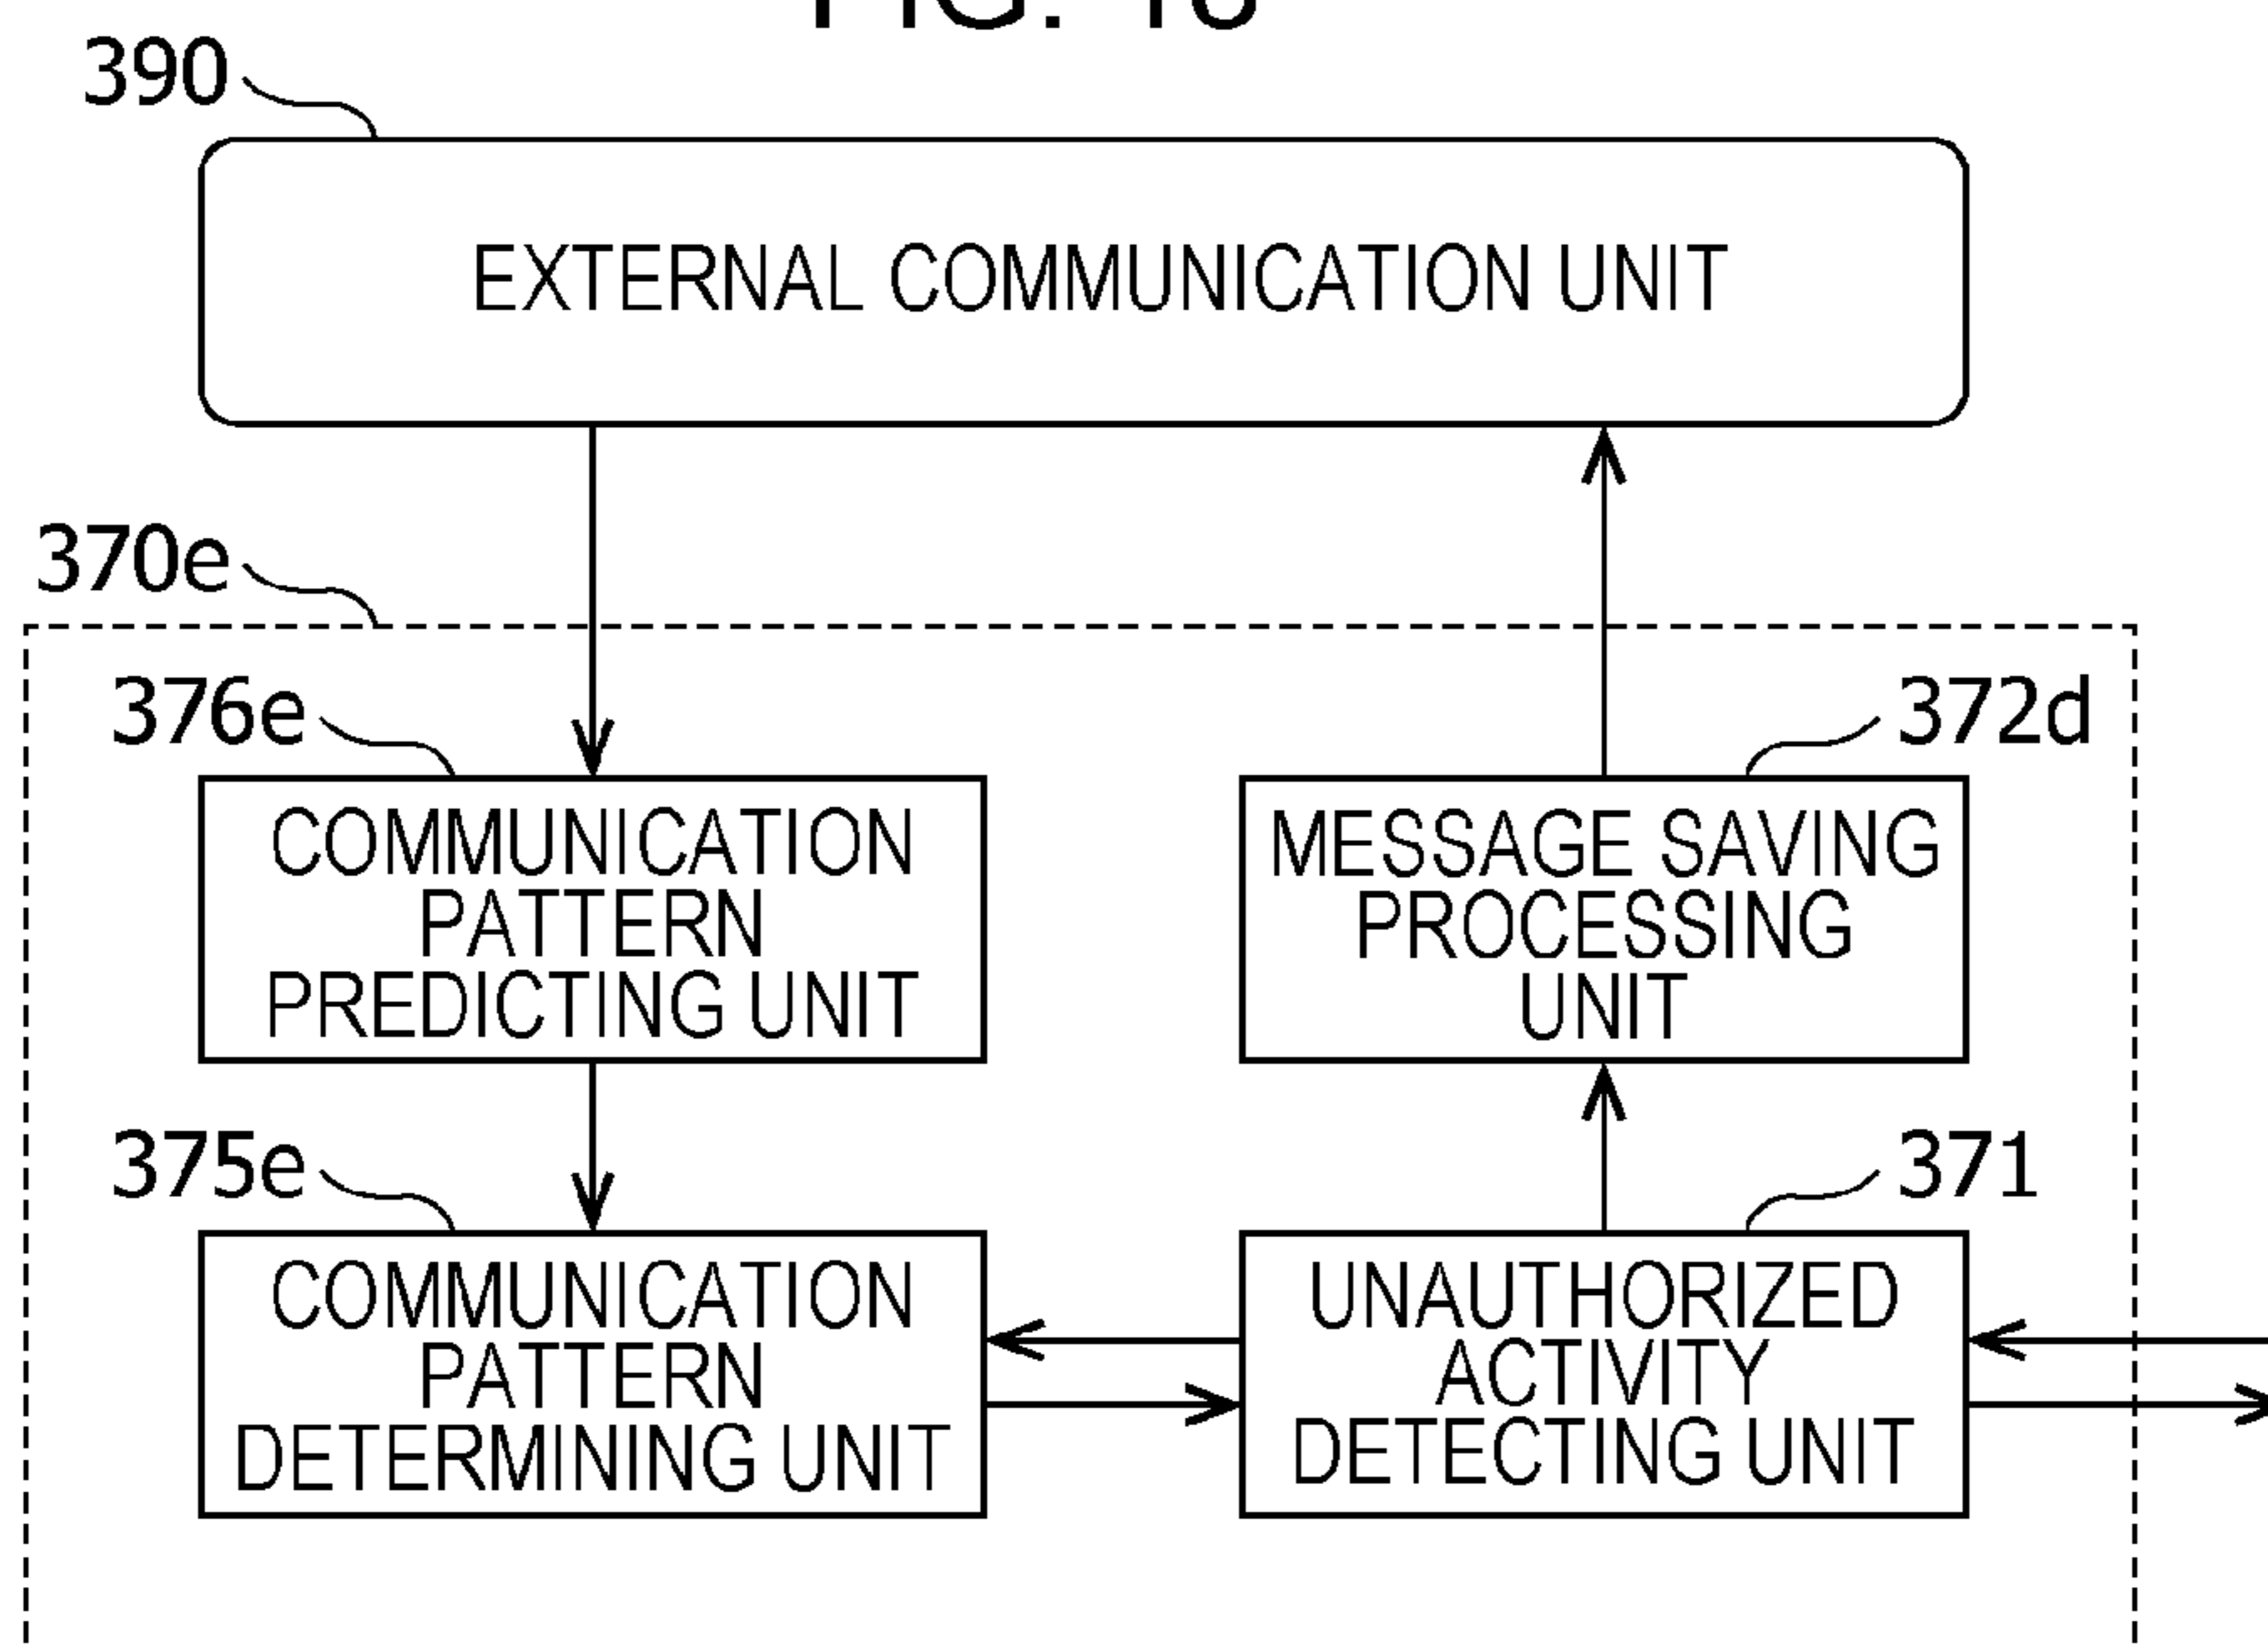 390
EXTERNAL COMMUNICATION UNIT
370e
376e
COMMUNICATION
PATTERN
PREDICTING UNIT
372d
MESSAGE SAVING
PROCESSING
UNIT
375e
COMMUNICATION
PATTERN
DETERMINING UNIT
371
UNAUTHORIZED
ACTIVITY
DETECTING UNIT